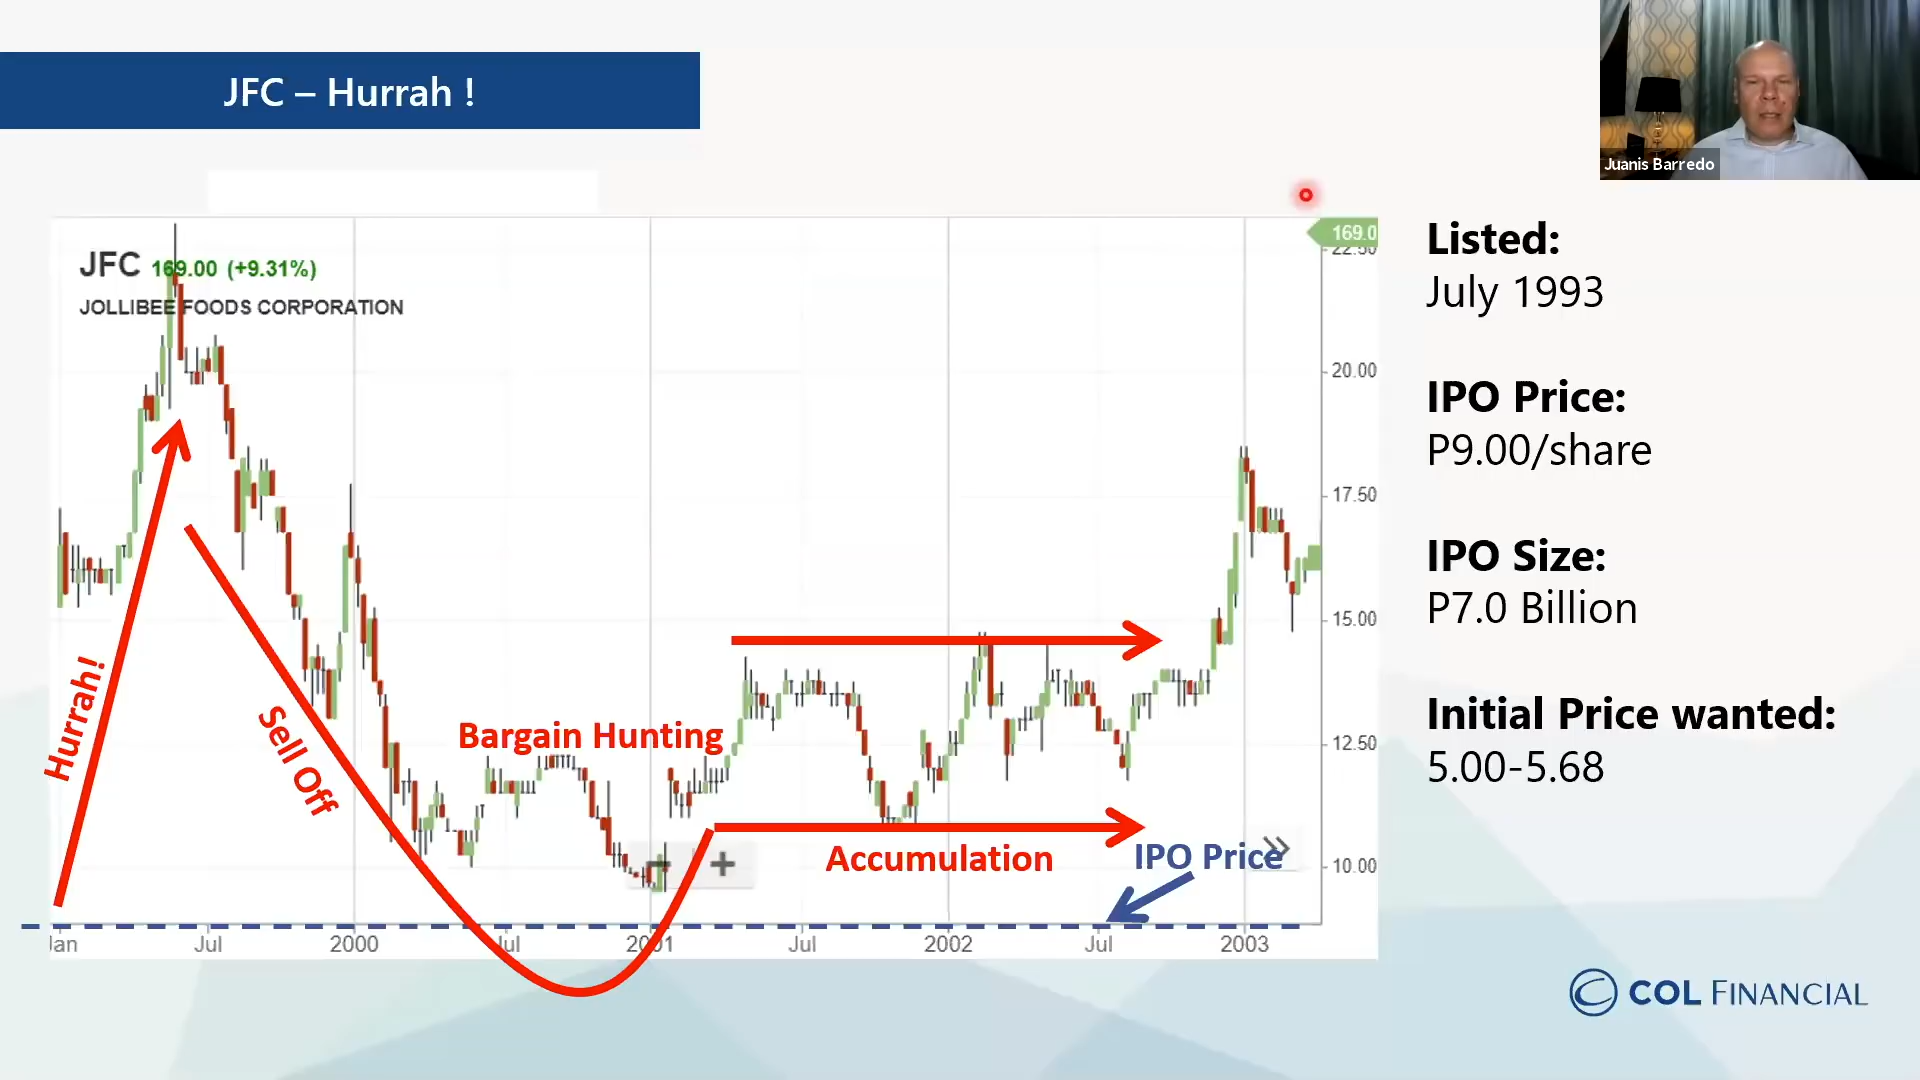 JFC – Hurrah !
Juanis Barredo
JFC 169.00 (+9.31%)
JOLLIBEE FOODS CORPORATION
169.0
22.50
20.00
17.50
15.00
12.50
10.00
Hurrah!
Sell Off
Bargain Hunting
Accumulation
IPO Price
Jan
Jul
2000
Jul
2001
Jul
2002
Jul
2003
Listed:
July 1993
IPO Price:
P9.00/share
IPO Size:
P7.0 Billion
Initial Price wanted:
5.00-5.68
COL FINANCIAL